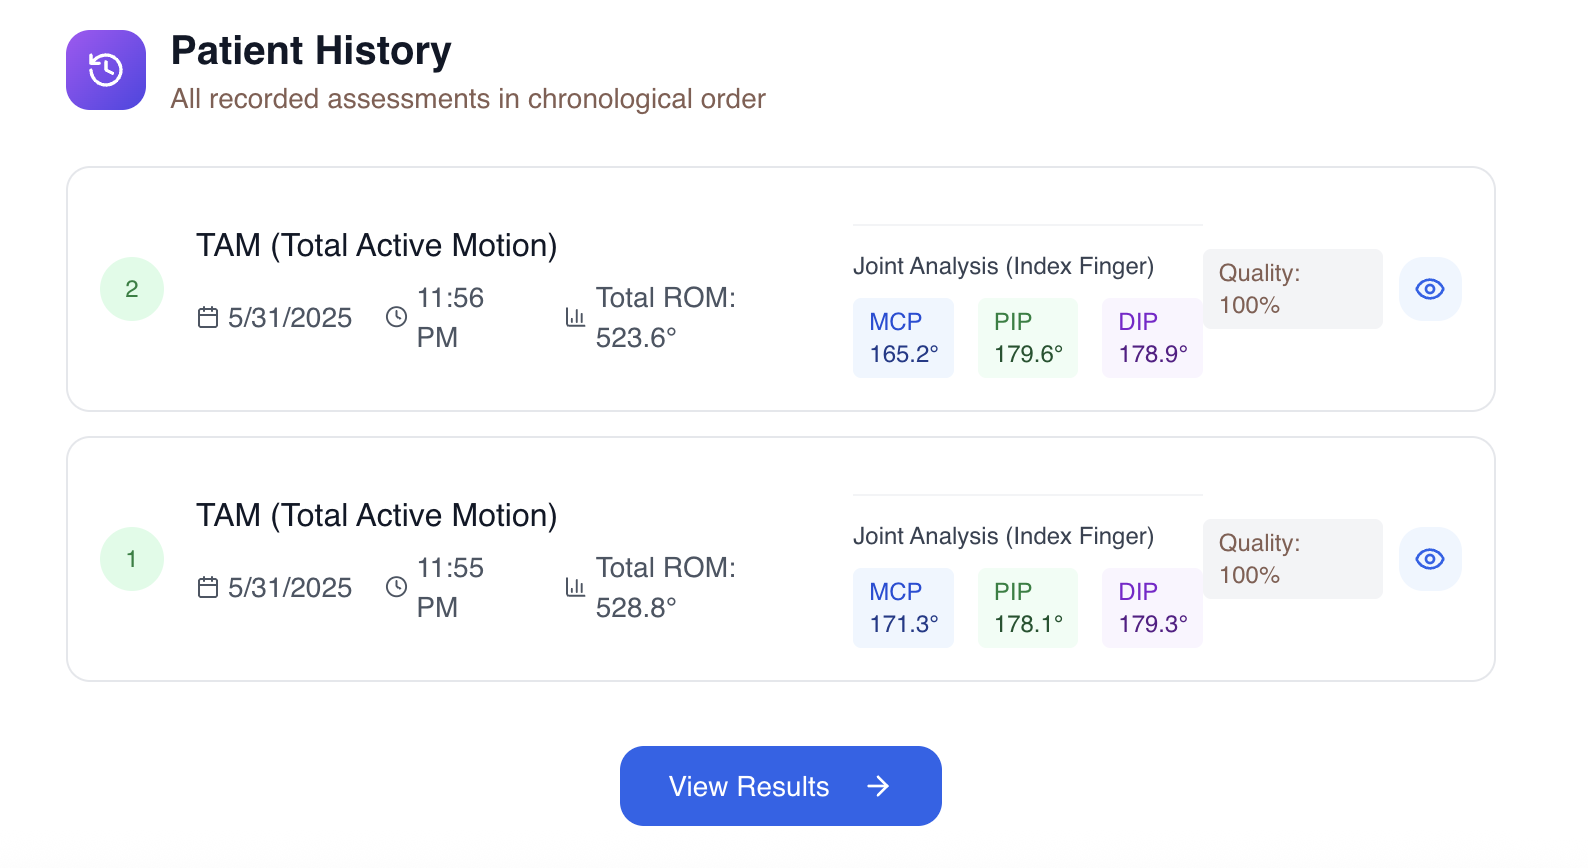 Patient History
All recorded assessments in chronological order
2
TAM (Total Active Motion)
5/31/2025
11:56
PM
Total ROM:
523.6°
Joint Analysis (Index Finger)
MCP
165.2°
PIP
179.6°
DIP
178.9°
Quality:
100%
1
TAM (Total Active Motion)
5/31/2025
11:55
PM
Total ROM:
528.8°
Joint Analysis (Index Finger)
MCP
171.3°
PIP
178.1°
DIP
179.3°
Quality:
100%
View Results